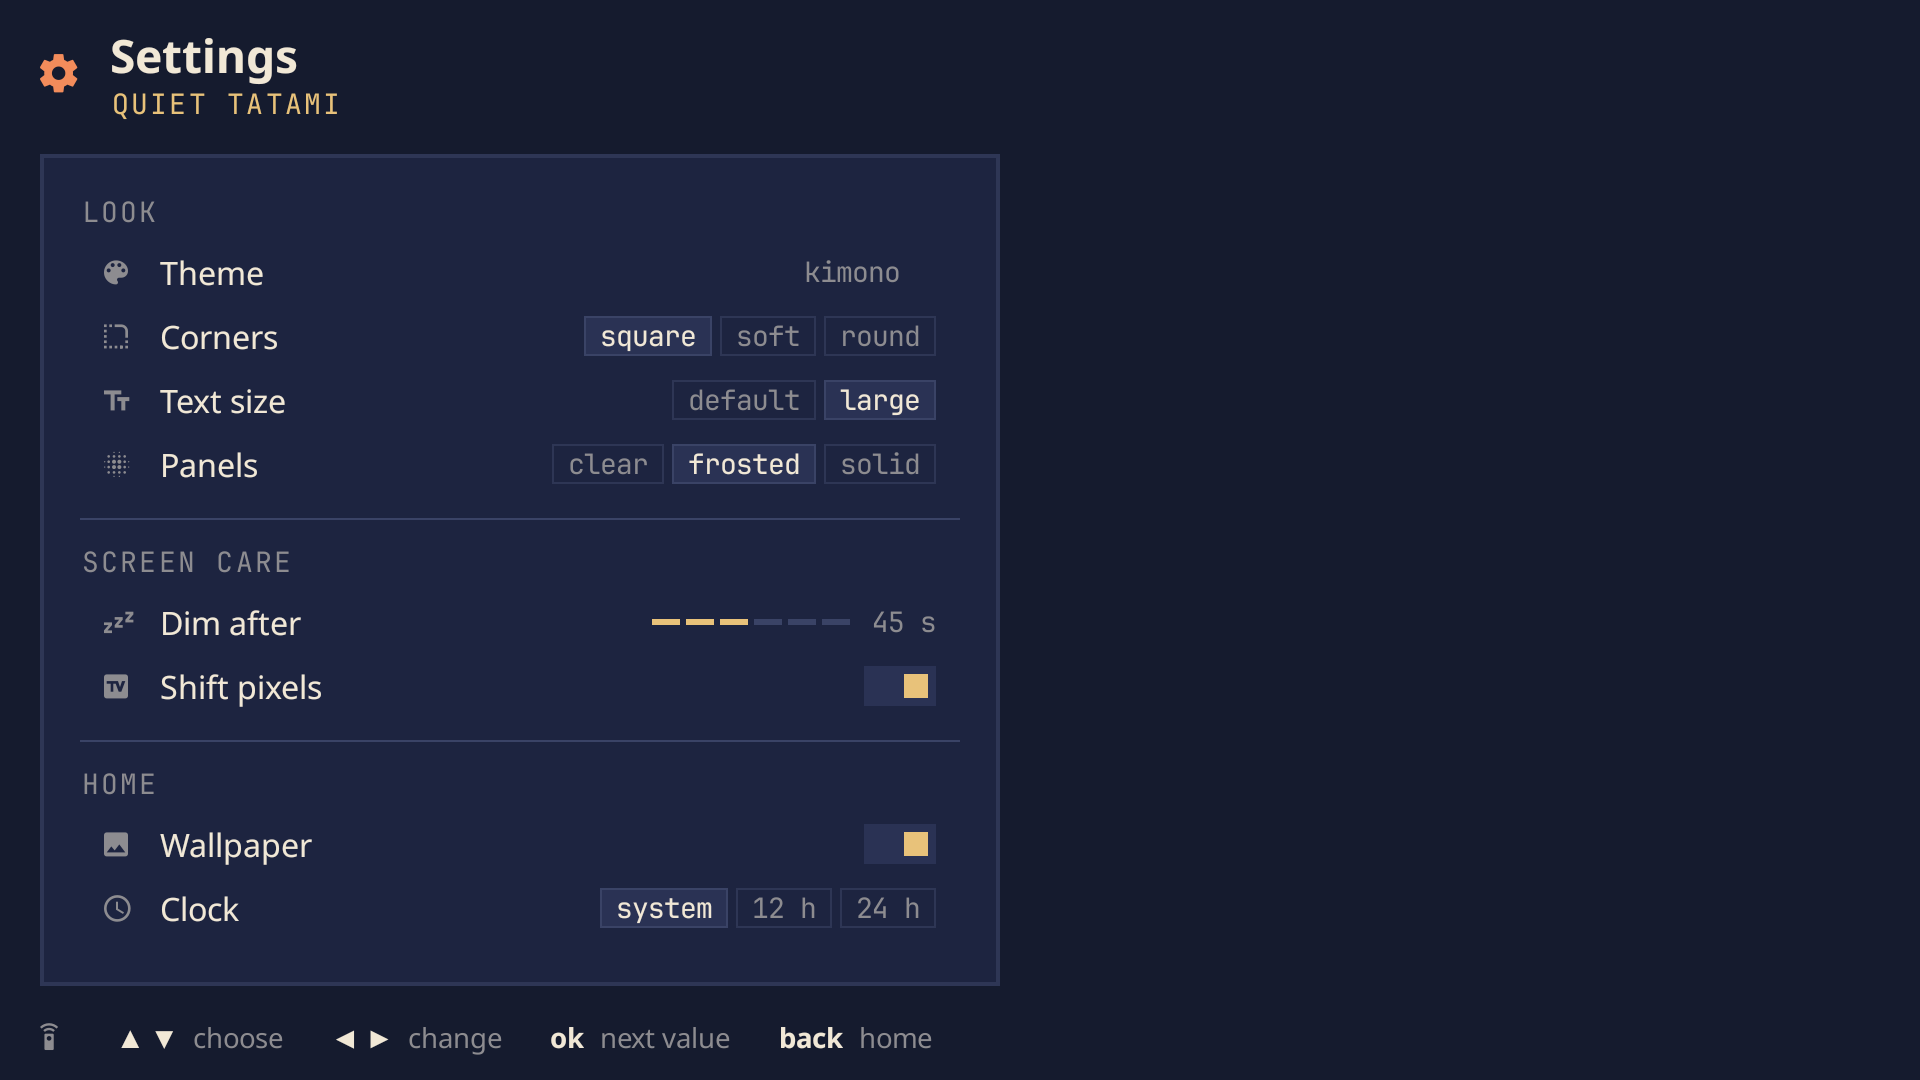 Settings
QUIET TATAMI
LOOK
Theme kimono
Corners square soft round
Text size default large
Panels clear frosted solid
SCREEN CARE
Dim after 45 s
Shift pixels
HOME
Wallpaper
Clock system 12 h 24 h
▲ ▼ choose ◀ ▶ change ok next value back home